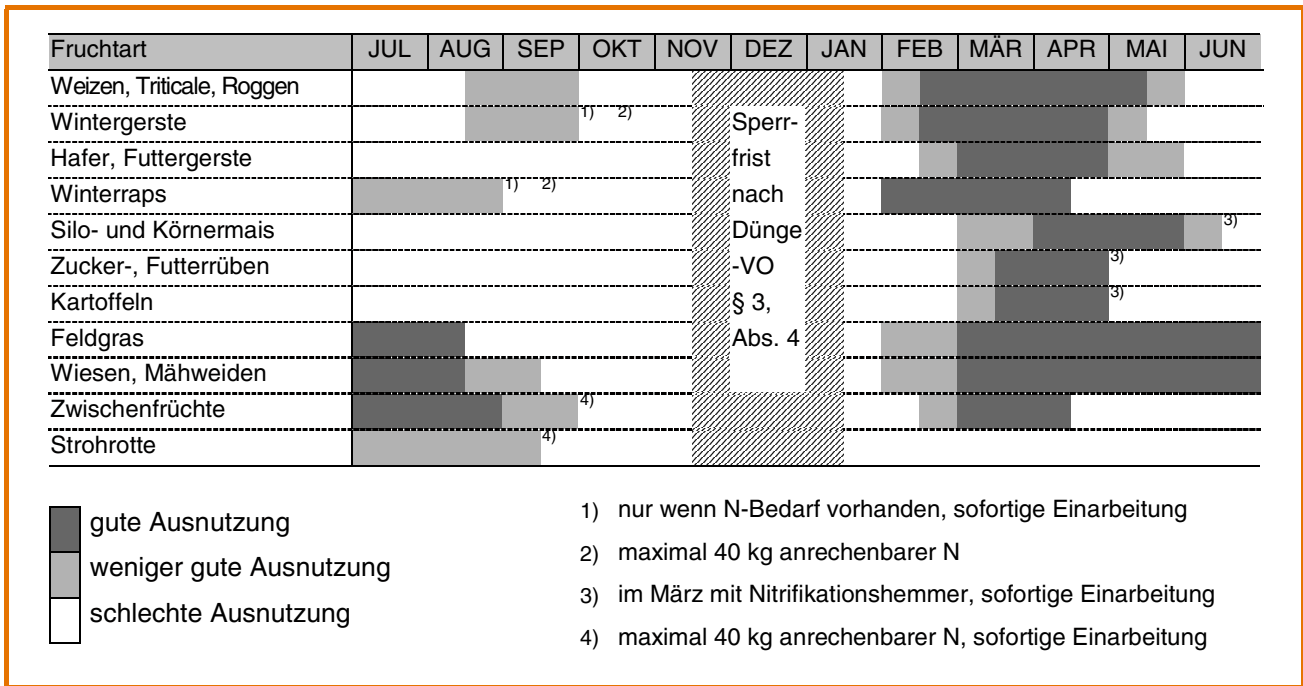 Fruchtart JUL AUG SEP OKT NOV DEZ JAN FEB MÄR APR MAI JUN
Weizen, Triticale, Roggen
Wintergerste 1) 2) Sperr-
Hafer, Futtergerste frist
Winterraps 1) 2) nach
Silo- und Körnermais Dünge 3)
Zucker-, Futterrüben -VO 3)
Kartoffeln § 3, 3)
Feldgras Abs. 4
Wiesen, Mähweiden
Zwischenfrüchte 4)
Strohrotte 4)
gute Ausnutzung
weniger gute Ausnutzung
schlechte Ausnutzung
1) nur wenn N-Bedarf vorhanden, sofortige Einarbeitung
2) maximal 40 kg anrechenbarer N
3) im März mit Nitrifikationshemmer, sofortige Einarbeitung
4) maximal 40 kg anrechenbarer N, sofortige Einarbeitung